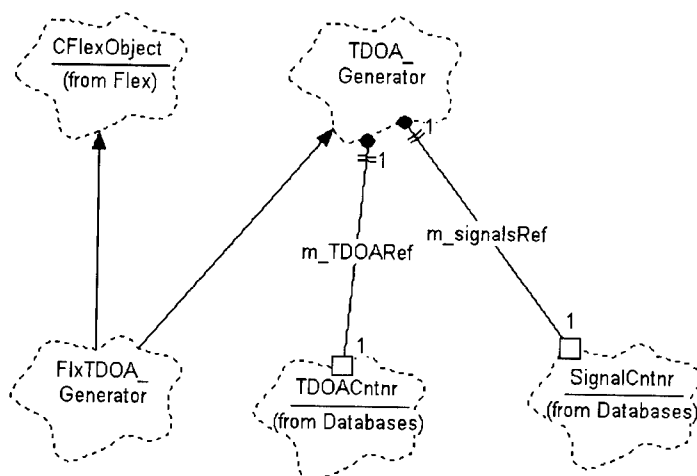 CFlexObject
(from Flex)
TDOA_
Generator
1
1
m_TDOARef
m_signalsRef
1
1
FlxTDOA_
Generator
TDOACntnr
(from Databases)
SignalCntnr
(from Databases)